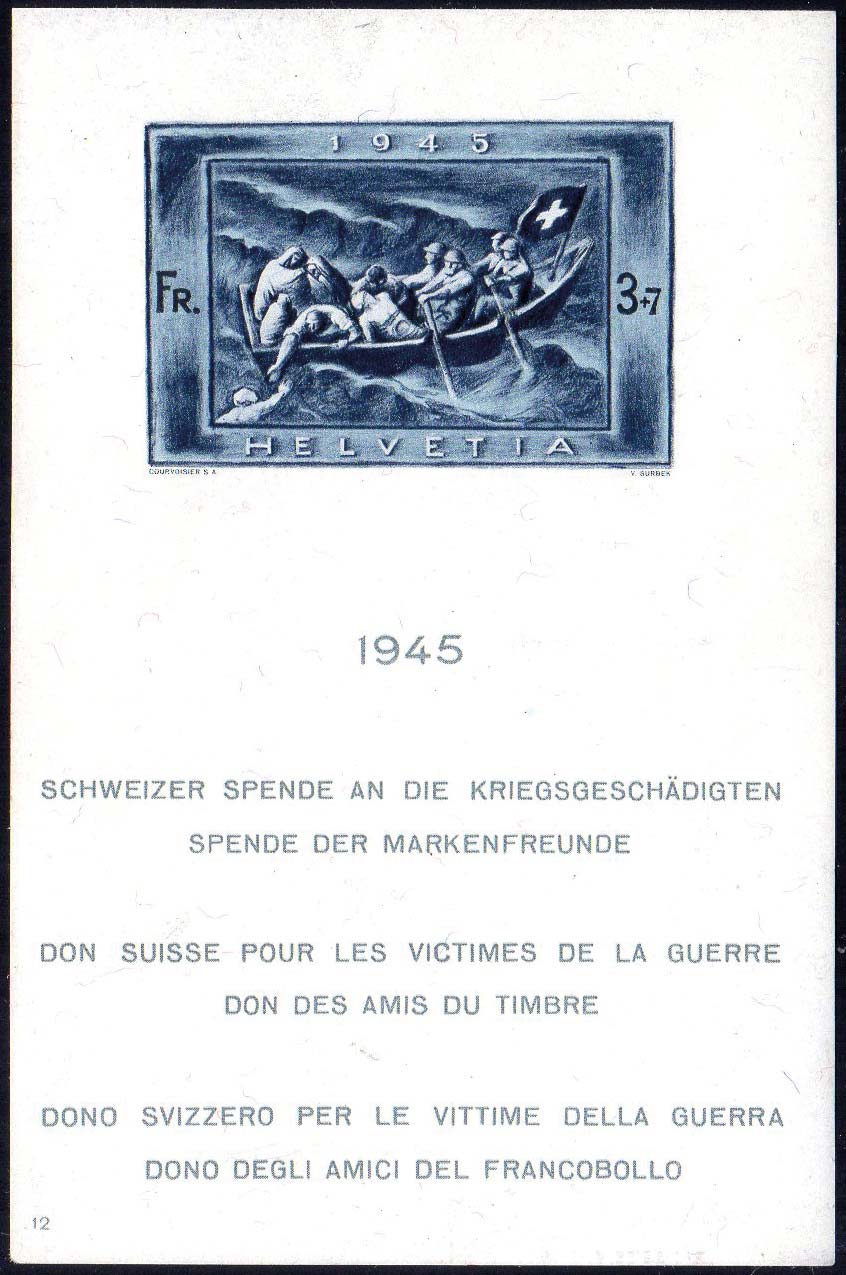 1945
FR. 3+7
HELVETIA
COURVOISIER S A V. SURBEK
1945
SCHWEIZER SPENDE AN DIE KRIEGSGESCHÄDIGTEN
SPENDE DER MARKENFREUNDE
DON SUISSE POUR LES VICTIMES DE LA GUERRE
DON DES AMIS DU TIMBRE
DONO SVIZZERO PER LE VITTIME DELLA GUERRA
DONO DEGLI AMICI DEL FRANCOBOLLO
12